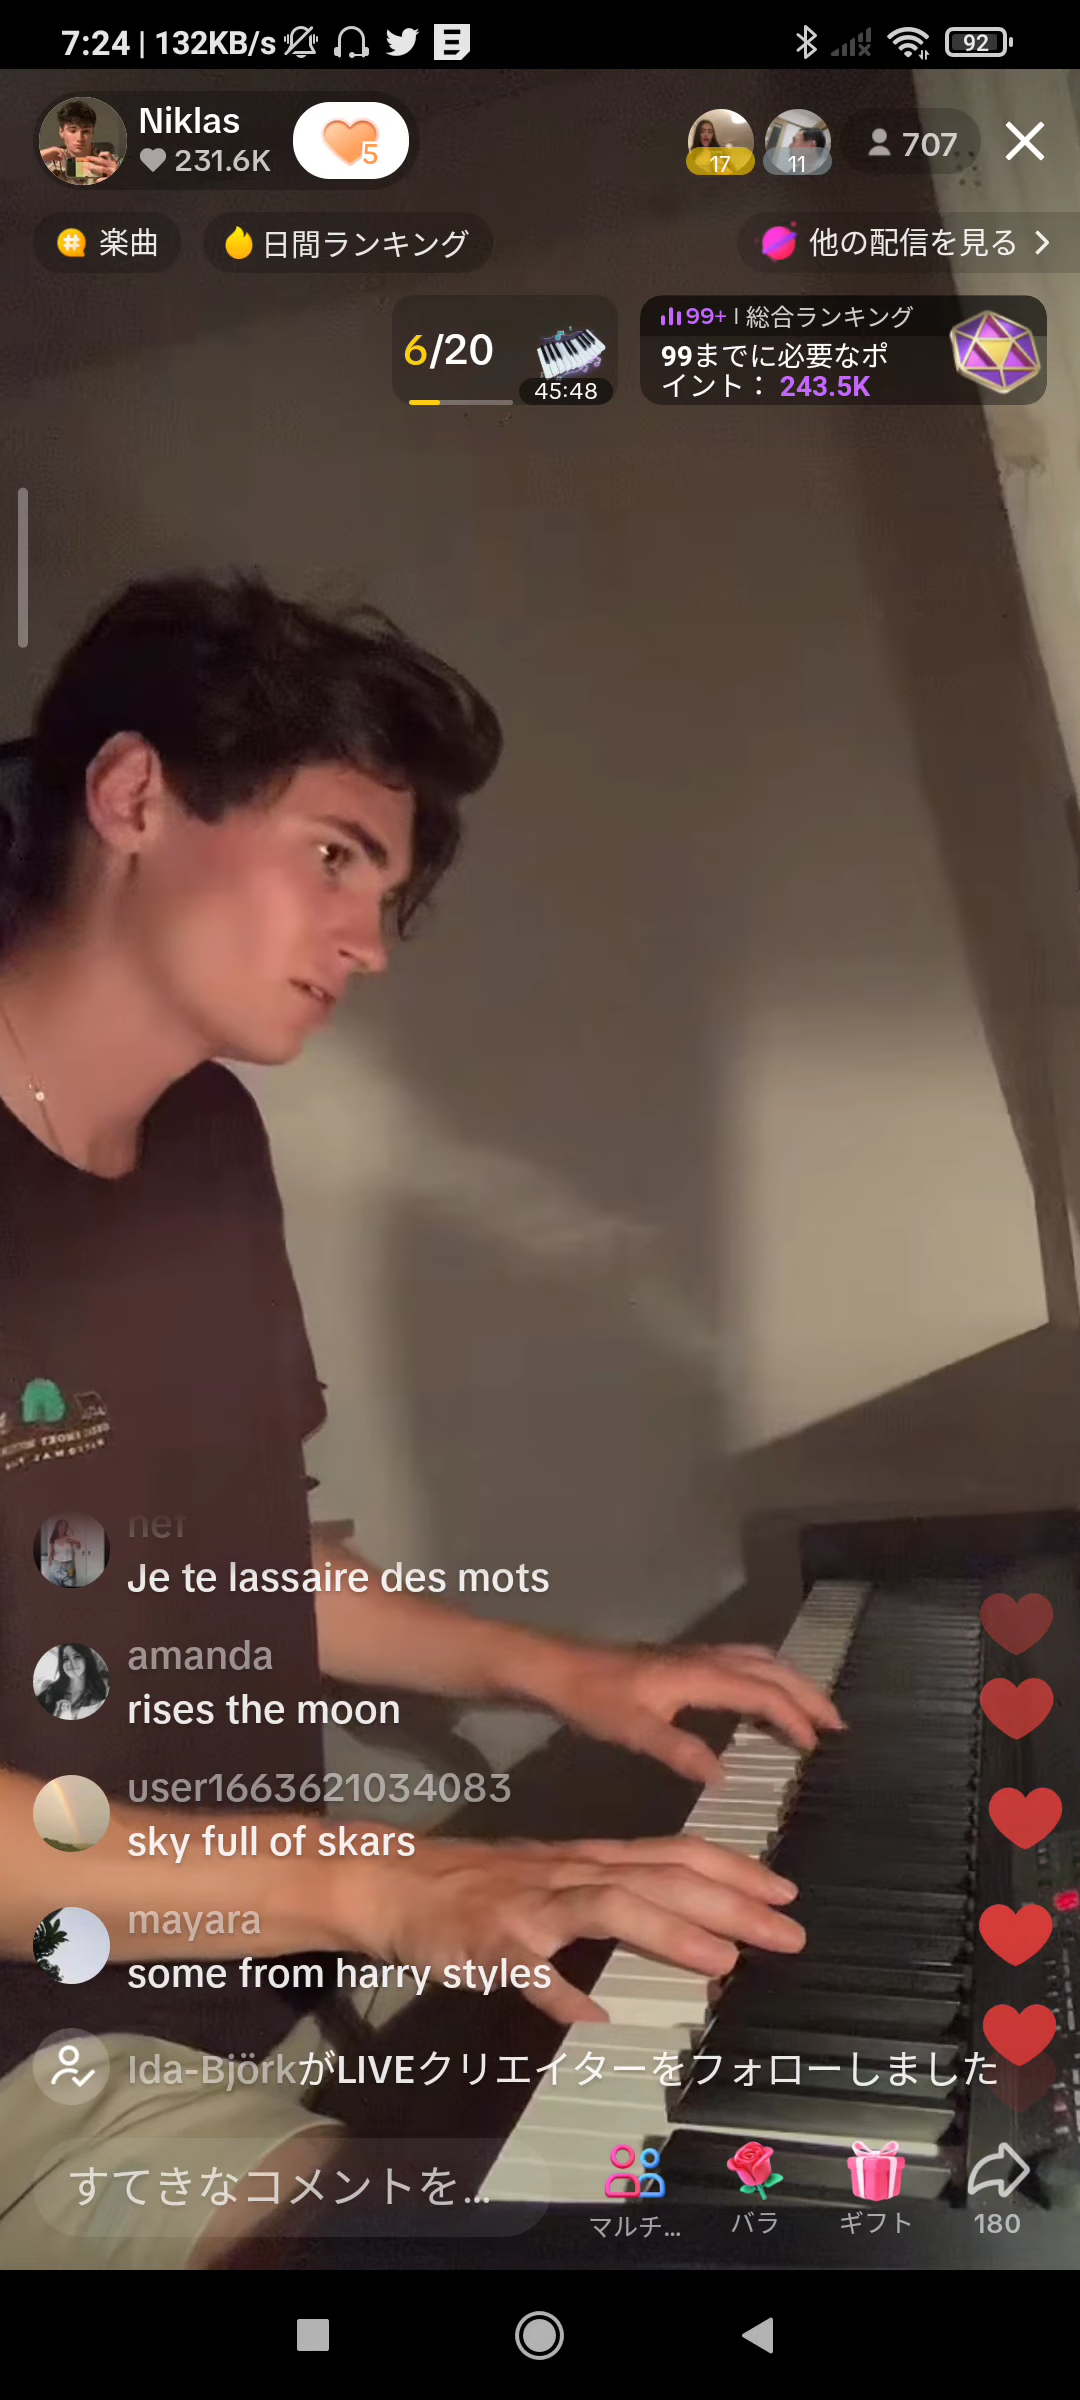 7:24 | 132KB/s
92
Niklas
231.6K
5
17
11
707
楽曲
日間ランキング
他の配信を見る
6/20
45:48
99+ | 総合ランキング
99までに必要なポ
イント： 243.5K
nef
Je te lassaire des mots
amanda
rises the moon
user1663621034083
sky full of skars
mayara
some from harry styles
Ida-BjörkがLIVEクリエイターをフォローしました
すてきなコメントを...
マルチ...
バラ
ギフト
180